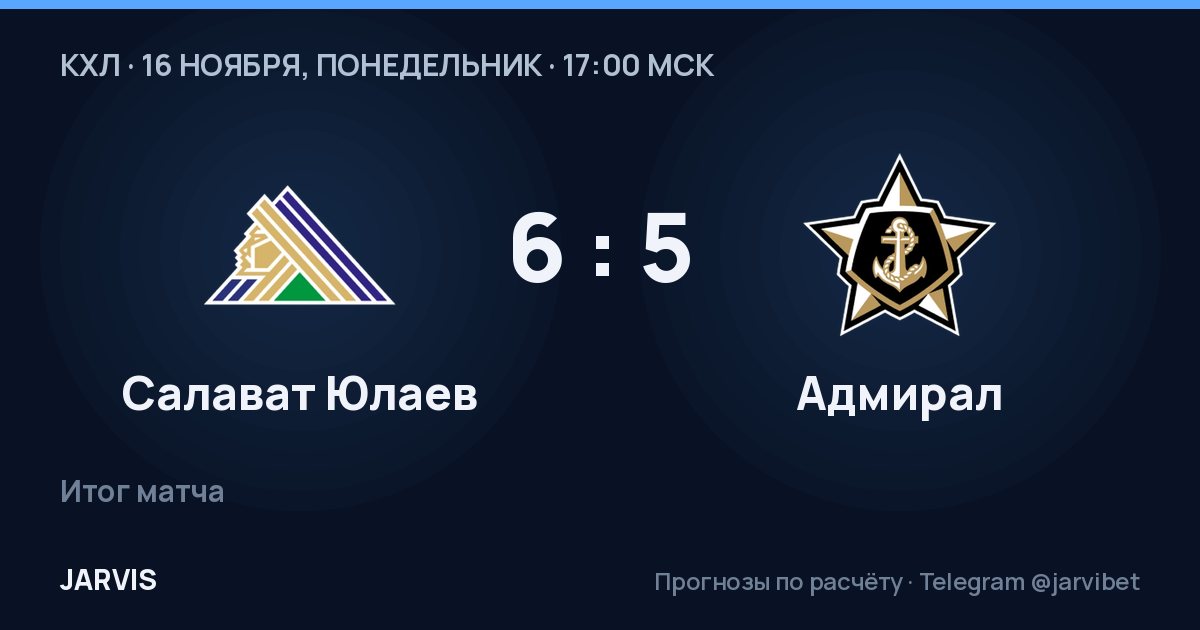 КХЛ · 16 НОЯБРЯ, ПОНЕДЕЛЬНИК · 17:00 МСК
6 : 5
Салават Юлаев
Адмирал
Итог матча
JARVIS
Прогнозы по расчёту · Telegram @jarvibet